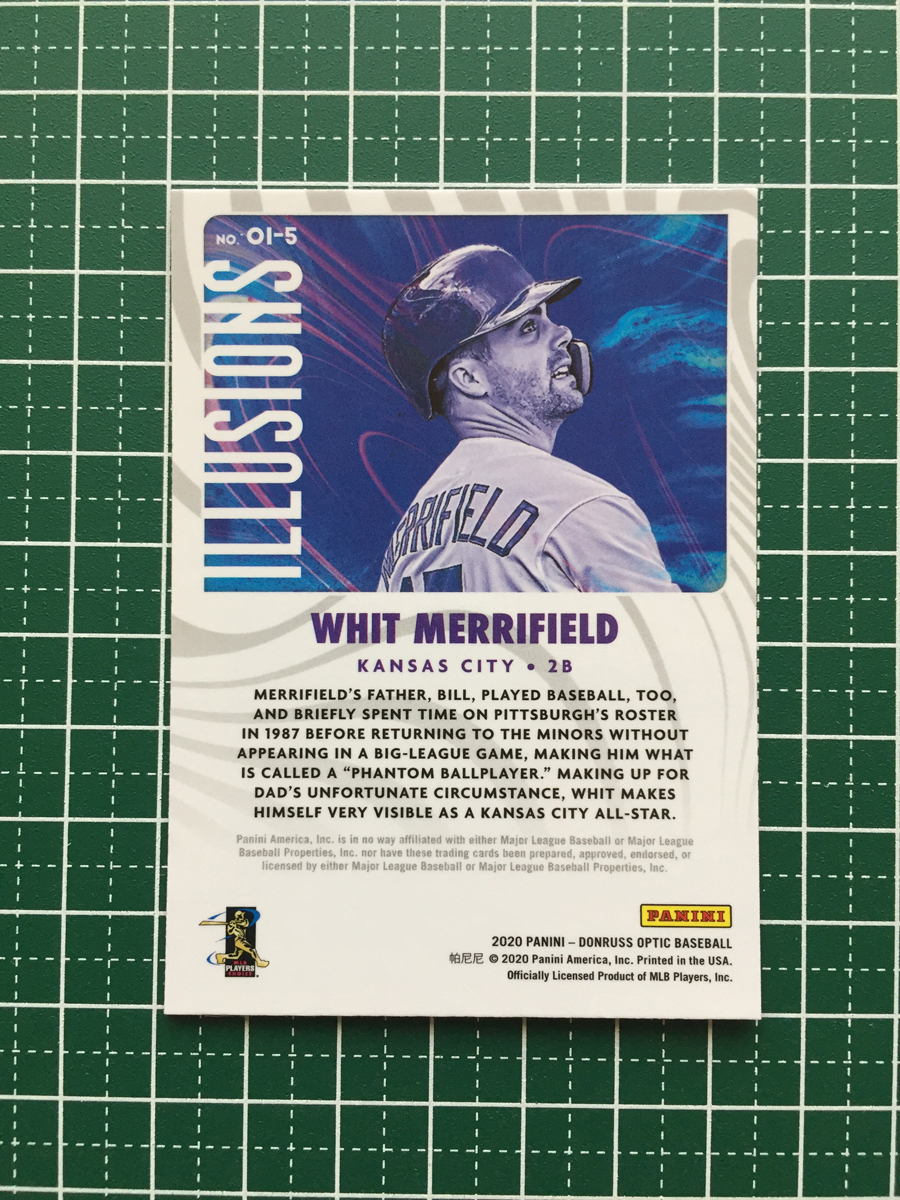 NO. OI-5
ILLUSIONS
MERRIFIELD
WHIT MERRIFIELD
KANSAS CITY • 2B
MERRIFIELD'S FATHER, BILL, PLAYED BASEBALL, TOO,
AND BRIEFLY SPENT TIME ON PITTSBURGH'S ROSTER
IN 1987 BEFORE RETURNING TO THE MINORS WITHOUT
APPEARING IN A BIG-LEAGUE GAME, MAKING HIM WHAT
IS CALLED A “PHANTOM BALLPLAYER.” MAKING UP FOR
DAD'S UNFORTUNATE CIRCUMSTANCE, WHIT MAKES
HIMSELF VERY VISIBLE AS A KANSAS CITY ALL-STAR.
Panini America, Inc. is in no way affiliated with either Major League Baseball or Major League
Baseball Properties, Inc. nor have these trading cards been prepared, approved, endorsed, or
licensed by either Major League Baseball or Major League Baseball Properties, Inc.
PANINI
2020 PANINI – DONRUSS OPTIC BASEBALL
帕尼尼 © 2020 Panini America, Inc. Printed in the USA.
Officially Licensed Product of MLB Players, Inc.
MLB
PLAYERS
CHOICE